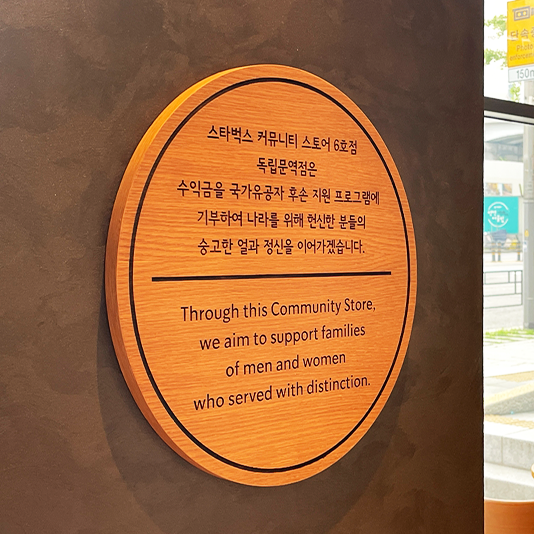 스타벅스 커뮤니티 스토어 6호점
독립문역점은
수익금을 국가유공자 후손 지원 프로그램에
기부하여 나라를 위해 헌신한 분들의
숭고한 얼과 정신을 이어가겠습니다.
Through this Community Store,
we aim to support families
of men and women
who served with distinction.
150m